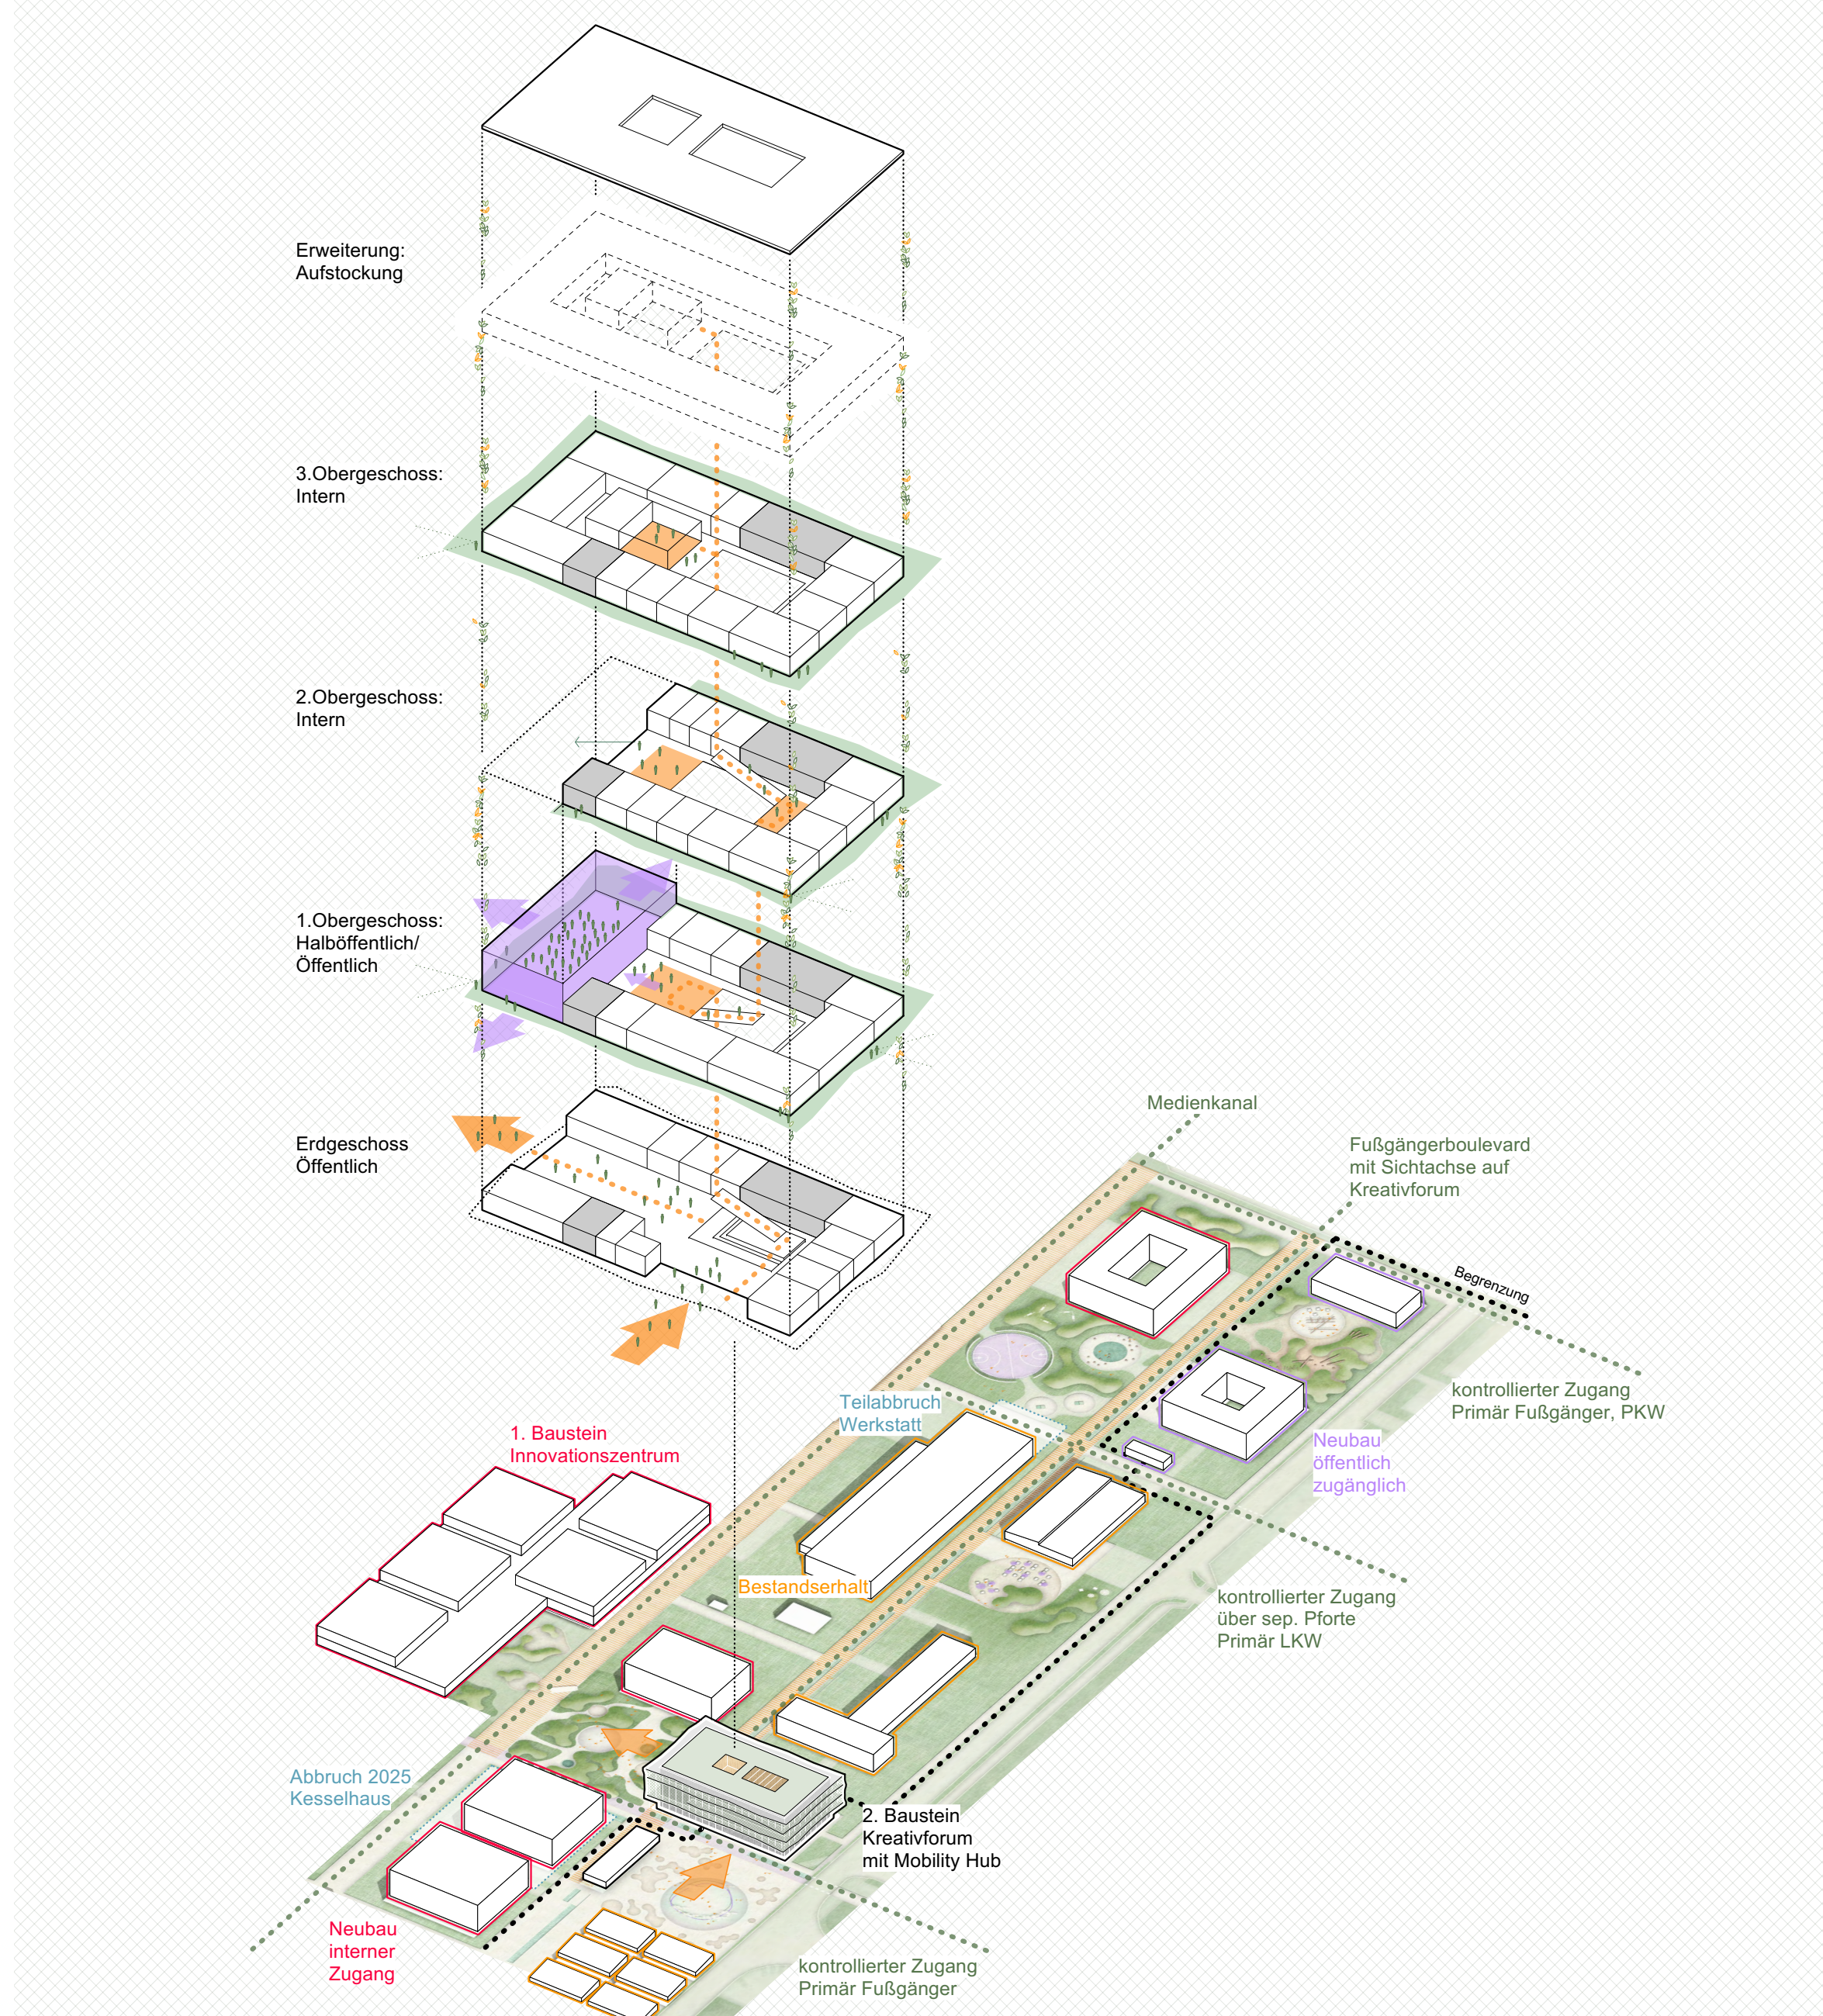 Erweiterung:
Aufstockung
3.Obergeschoss:
Intern
2.Obergeschoss:
Intern
1.Obergeschoss:
Halböffentlich/
Öffentlich
Erdgeschoss
Öffentlich
Medienkanal
Fußgängerboulevard
mit Sichtachse auf
Kreativforum
Begrenzung
kontrollierter Zugang
Primär Fußgänger, PKW
Teilabbruch
Werkstatt
1. Baustein
Innovationszentrum
Neubau
öffentlich
zugänglich
Bestandserhalt
kontrollierter Zugang
über sep. Pforte
Primär LKW
Abbruch 2025
Kesselhaus
2. Baustein
Kreativforum
mit Mobility Hub
Neubau
interner
Zugang
kontrollierter Zugang
Primär Fußgänger